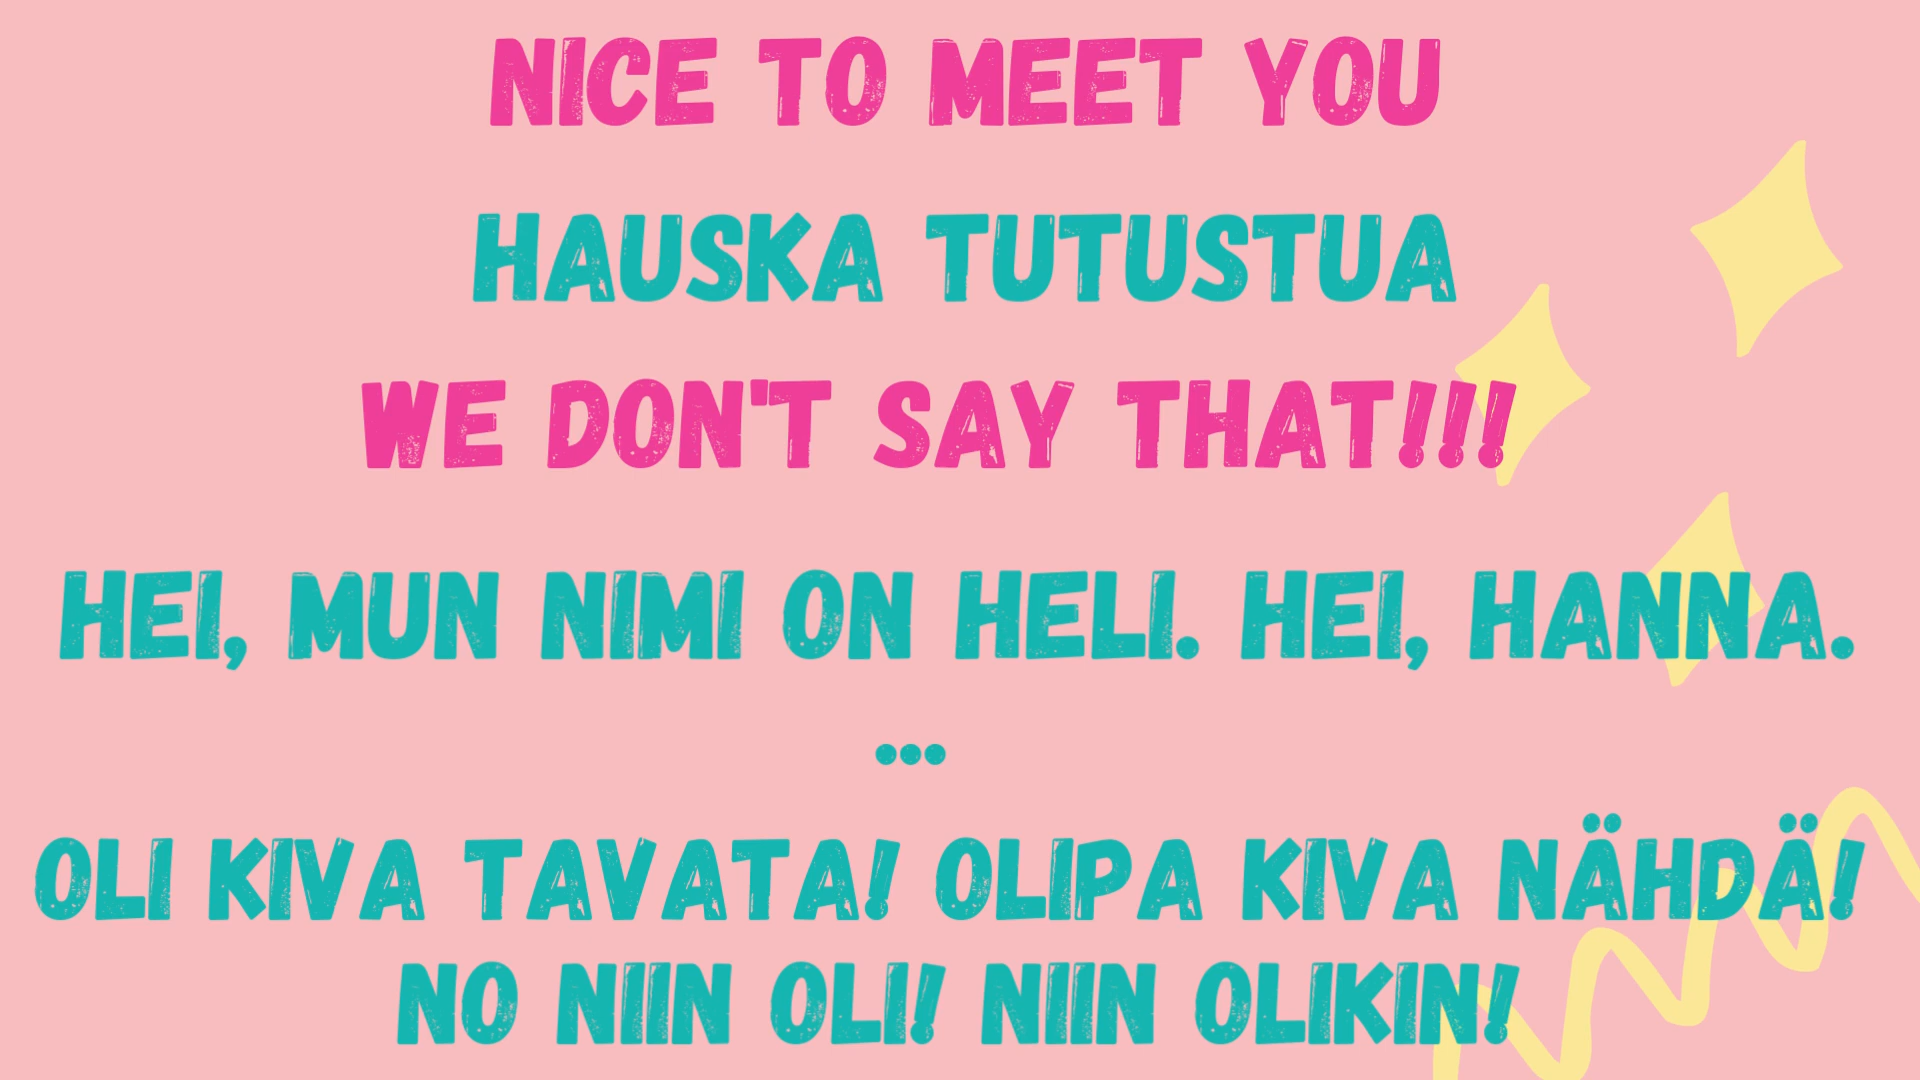 NICE TO MEET YOU
HAUSKA TUTUSTUA
WE DON'T SAY THAT!!!
HEI, MUN NIMI ON HELI. HEI, HANNA.
...
OLI KIVA TAVATA! OLIPA KIVA NÄHDÄ!
NO NIIN OLI! NIIN OLIKIN!